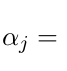 α_j =